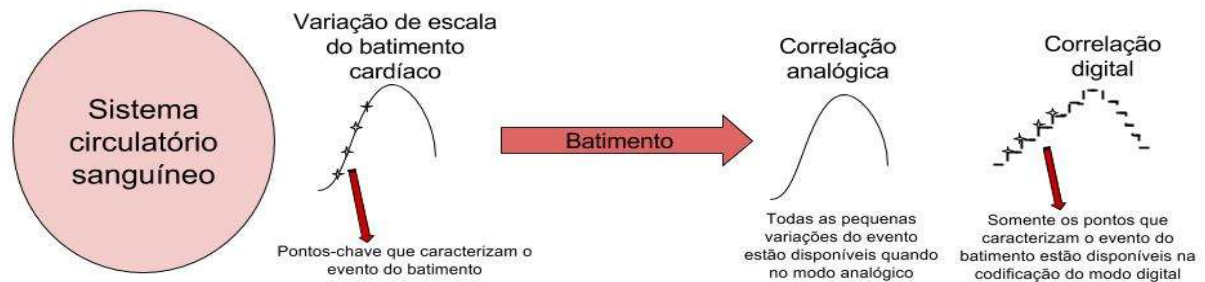 Sistema
circulatório
sanguíneo
Variação de escala
do batimento
cardíaco
Pontos-chave que caracterizam o
evento do batimento
Batimento
Correlação
analógica
Todas as pequenas
variações do evento
estão disponíveis quando
no modo analógico
Correlação
digital
Somente os pontos que
caracterizam o evento do
batimento estão disponíveis na
codificação do modo digital